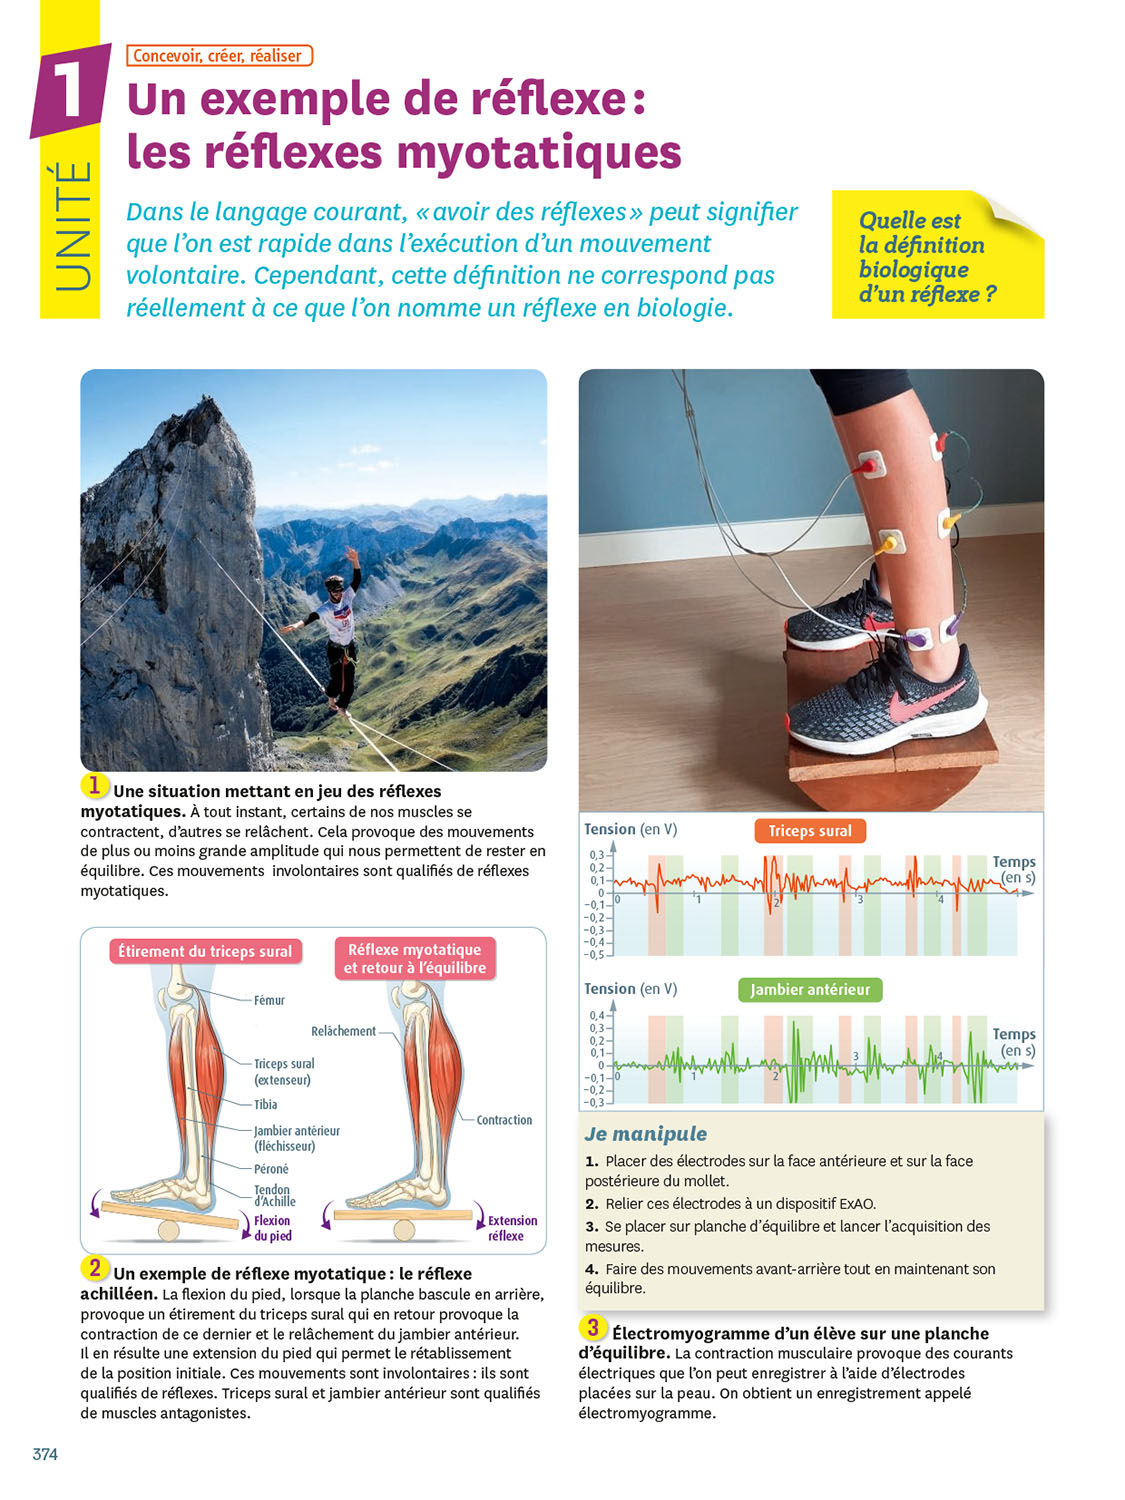 Concevoir, créer, réaliser
1
UNITÉ
Un exemple de réflexe :
les réflexes myotatiques
Dans le langage courant, « avoir des réflexes » peut signifier
que l'on est rapide dans l'exécution d'un mouvement
volontaire. Cependant, cette définition ne correspond pas
réellement à ce que l'on nomme un réflexe en biologie.
Quelle est
la définition
biologique
d'un réflexe ?
1 Une situation mettant en jeu des réflexes
myotatiques. À tout instant, certains de nos muscles se
contractent, d'autres se relâchent. Cela provoque des mouvements
de plus ou moins grande amplitude qui nous permettent de rester en
équilibre. Ces mouvements involontaires sont qualifiés de réflexes
myotatiques.
Étirement du triceps sural
Réflexe myotatique
et retour à l'équilibre
Fémur
Relâchement
Triceps sural
(extenseur)
Tibia
Jambier antérieur
(fléchisseur)
Contraction
Péroné
Tendon
d'Achille
Flexion
du pied
Extension
réflexe
2 Un exemple de réflexe myotatique : le réflexe
achilléen. La flexion du pied, lorsque la planche bascule en arrière,
provoque un étirement du triceps sural qui en retour provoque la
contraction de ce dernier et le relâchement du jambier antérieur.
Il en résulte une extension du pied qui permet le rétablissement
de la position initiale. Ces mouvements sont involontaires : ils sont
qualifiés de réflexes. Triceps sural et jambier antérieur sont qualifiés
de muscles antagonistes.
Tension (en V)
Triceps sural
0,3
0,2
0,1
0
-0,1
-0,2
-0,3
-0,4
-0,5
0 1 2 3 4
Temps
(en s)
Tension (en V)
Jambier antérieur
0,4
0,3
0,2
0,1
0
-0,1
-0,2
-0,3
0 1 2 3 4
Temps
(en s)
Je manipule
1. Placer des électrodes sur la face antérieure et sur la face
postérieure du mollet.
2. Relier ces électrodes à un dispositif ExAO.
3. Se placer sur planche d'équilibre et lancer l'acquisition des
mesures.
4. Faire des mouvements avant-arrière tout en maintenant son
équilibre.
3 Électromyogramme d'un élève sur une planche
d'équilibre. La contraction musculaire provoque des courants
électriques que l'on peut enregistrer à l'aide d'électrodes
placées sur la peau. On obtient un enregistrement appelé
électromyogramme.
374